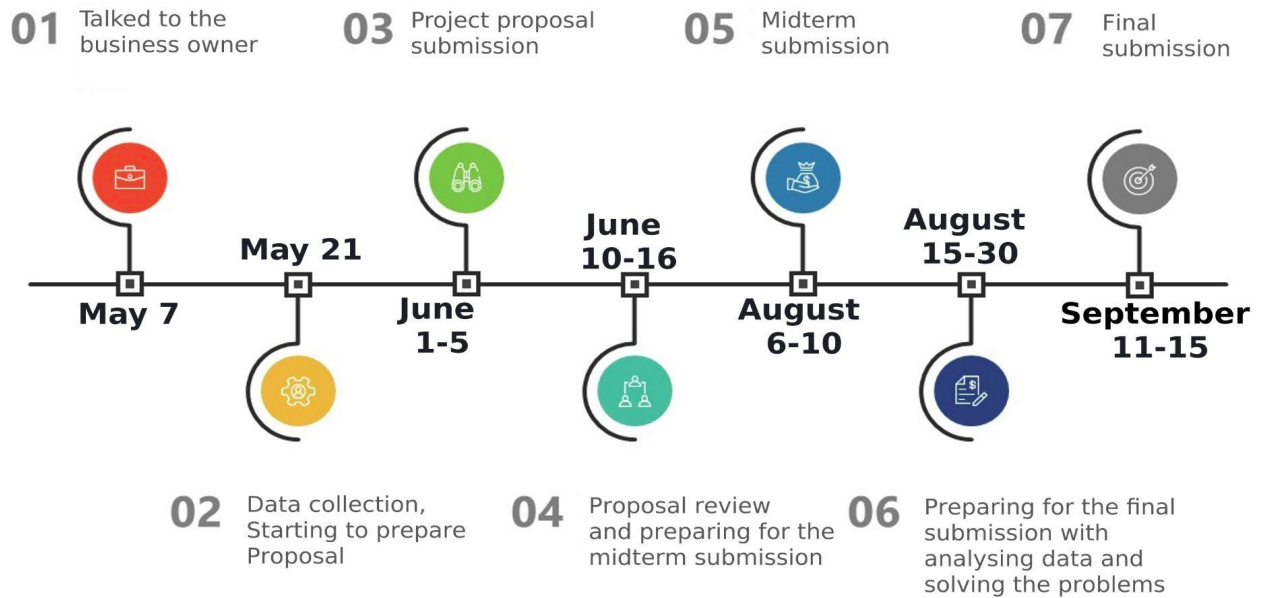 01 Talked to the
business owner
03 Project proposal
submission
05 Midterm
submission
07 Final
submission
May 21
June
10-16
August
15-30
May 7
June
1-5
August
6-10
September
11-15
02 Data collection,
Starting to prepare
Proposal
04 Proposal review
and preparing for the
midterm submission
06 Preparing for the final
submission with
analysing data and
solving the problems